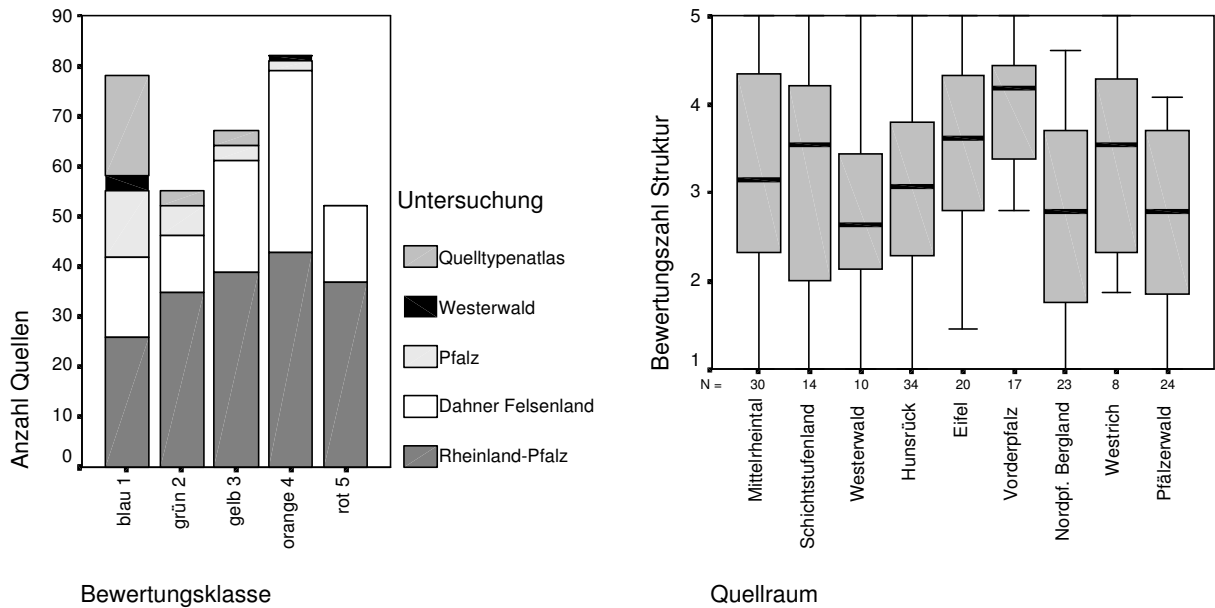 90
80
70
60
50
40
30
20
10
0
Anzahl Quellen
blau 1
grün 2
gelb 3
orange 4
rot 5
Bewertungsklasse
Untersuchung
Quelltypenatlas
Westerwald
Pfalz
Dahner Felsenland
Rheinland-Pfalz
5
4
3
2
1
Bewertungszahl Struktur
N = 30 14 10 34 20 17 23 8 24
Mittelrheintal
Schichtstufenland
Westerwald
Hunsrück
Eifel
Vorderpfalz
Nordpf. Bergland
Westrich
Pfälzerwald
Quellraum